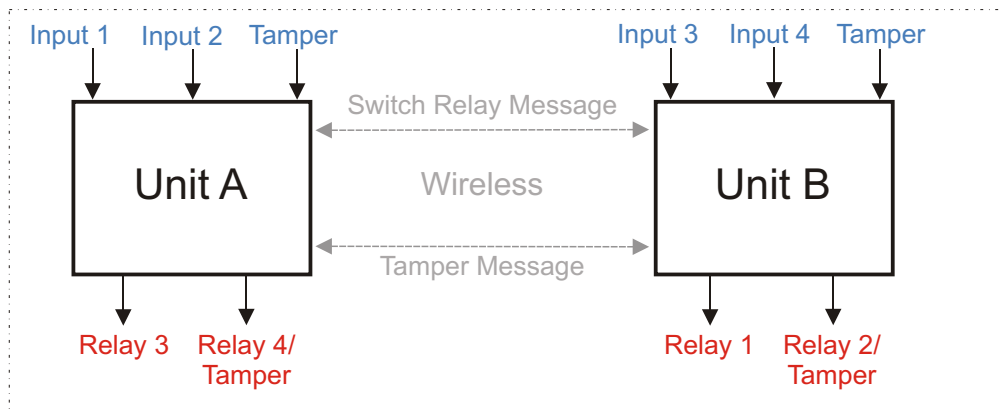 Input 1 Input 2 Tamper
Input 3 Input 4 Tamper
Switch Relay Message
Unit A
Wireless
Unit B
Tamper Message
Relay 3
Relay 4/
Tamper
Relay 1
Relay 2/
Tamper